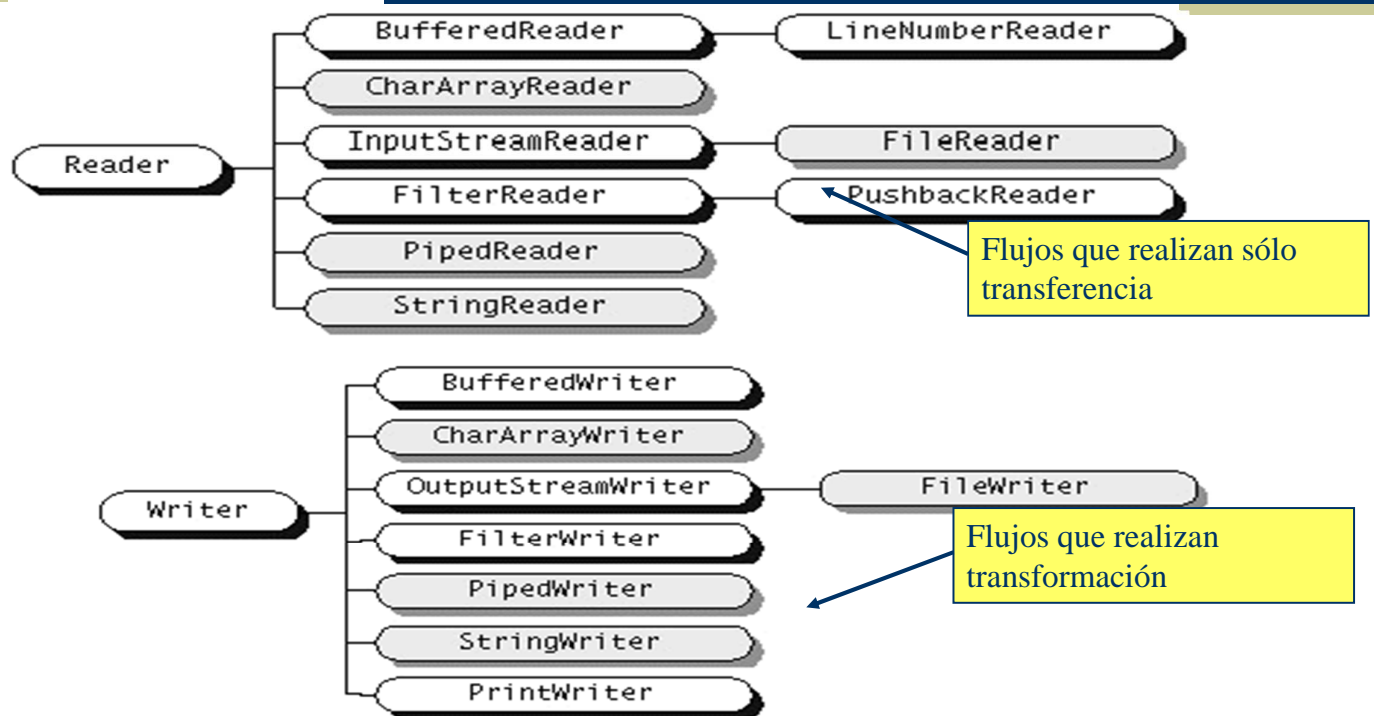 BufferedReader
LineNumberReader
CharArrayReader
InputStreamReader
FileReader
Reader
FilterReader
PushbackReader
PipedReader
StringReader
Flujos que realizan sólo
transferencia
BufferedWriter
CharArrayWriter
OutputStreamWriter
FileWriter
Writer
FilterWriter
PipedWriter
StringWriter
PrintWriter
Flujos que realizan
transformación